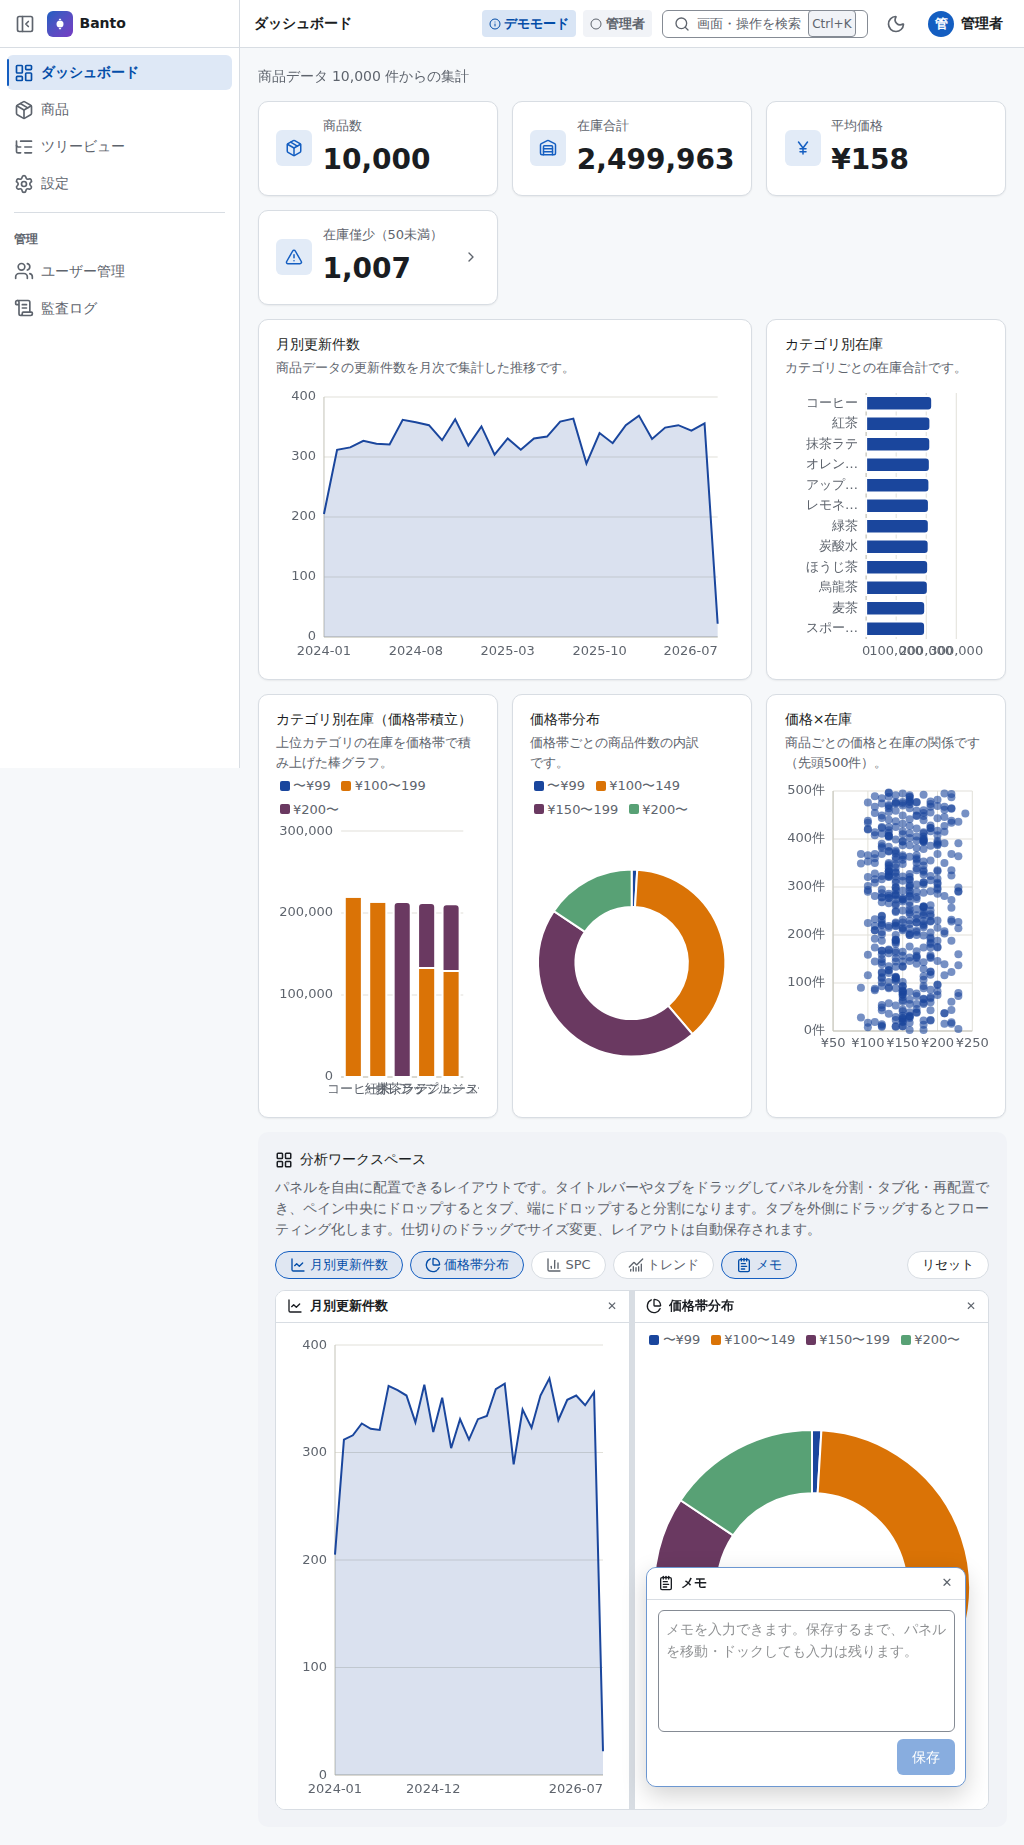 Banto
ダッシュボード
デモモード
管理者
画面・操作を検索
Ctrl+K
管
管理者
ダッシュボード
商品
ツリービュー
設定
管理
ユーザー管理
監査ログ
商品データ 10,000 件からの集計
商品数
10,000
在庫合計
2,499,963
平均価格
¥158
在庫僅少（50未満）
1,007
月別更新件数
商品データの更新件数を月次で集計した推移です。
400
300
200
100
0
2024-01 2024-08 2025-03 2025-10 2026-07
カテゴリ別在庫
カテゴリごとの在庫合計です。
コーヒー
紅茶
抹茶ラテ
オレン…
アップ…
レモネ…
緑茶
炭酸水
ほうじ茶
烏龍茶
麦茶
スポー…
0 100,000 200,000 300,000
カテゴリ別在庫（価格帯積立）
上位カテゴリの在庫を価格帯で積
み上げた棒グラフ。
〜¥99 ¥100〜199
¥200〜
300,000
200,000
100,000
0
コーヒー
価格帯分布
価格帯ごとの商品件数の内訳
です。
〜¥99 ¥100〜149
¥150〜199 ¥200〜
価格×在庫
商品ごとの価格と在庫の関係です
（先頭500件）。
500件
400件
300件
200件
100件
0件
¥50 ¥100 ¥150 ¥200 ¥250
分析ワークスペース
パネルを自由に配置できるレイアウトです。タイトルバーやタブをドラッグしてパネルを分割・タブ化・再配置で
き、ペイン中央にドロップするとタブ、端にドロップすると分割になります。タブを外側にドラッグするとフロー
ティング化します。仕切りのドラッグでサイズ変更、レイアウトは自動保存されます。
月別更新件数
価格帯分布
SPC
トレンド
メモ
リセット
月別更新件数
400
300
200
100
0
2024-01 2024-12 2026-07
価格帯分布
〜¥99 ¥100〜149 ¥150〜199 ¥200〜
メモ
メモを入力できます。保存するまで、パネル
を移動・ドックしても入力は残ります。
保存